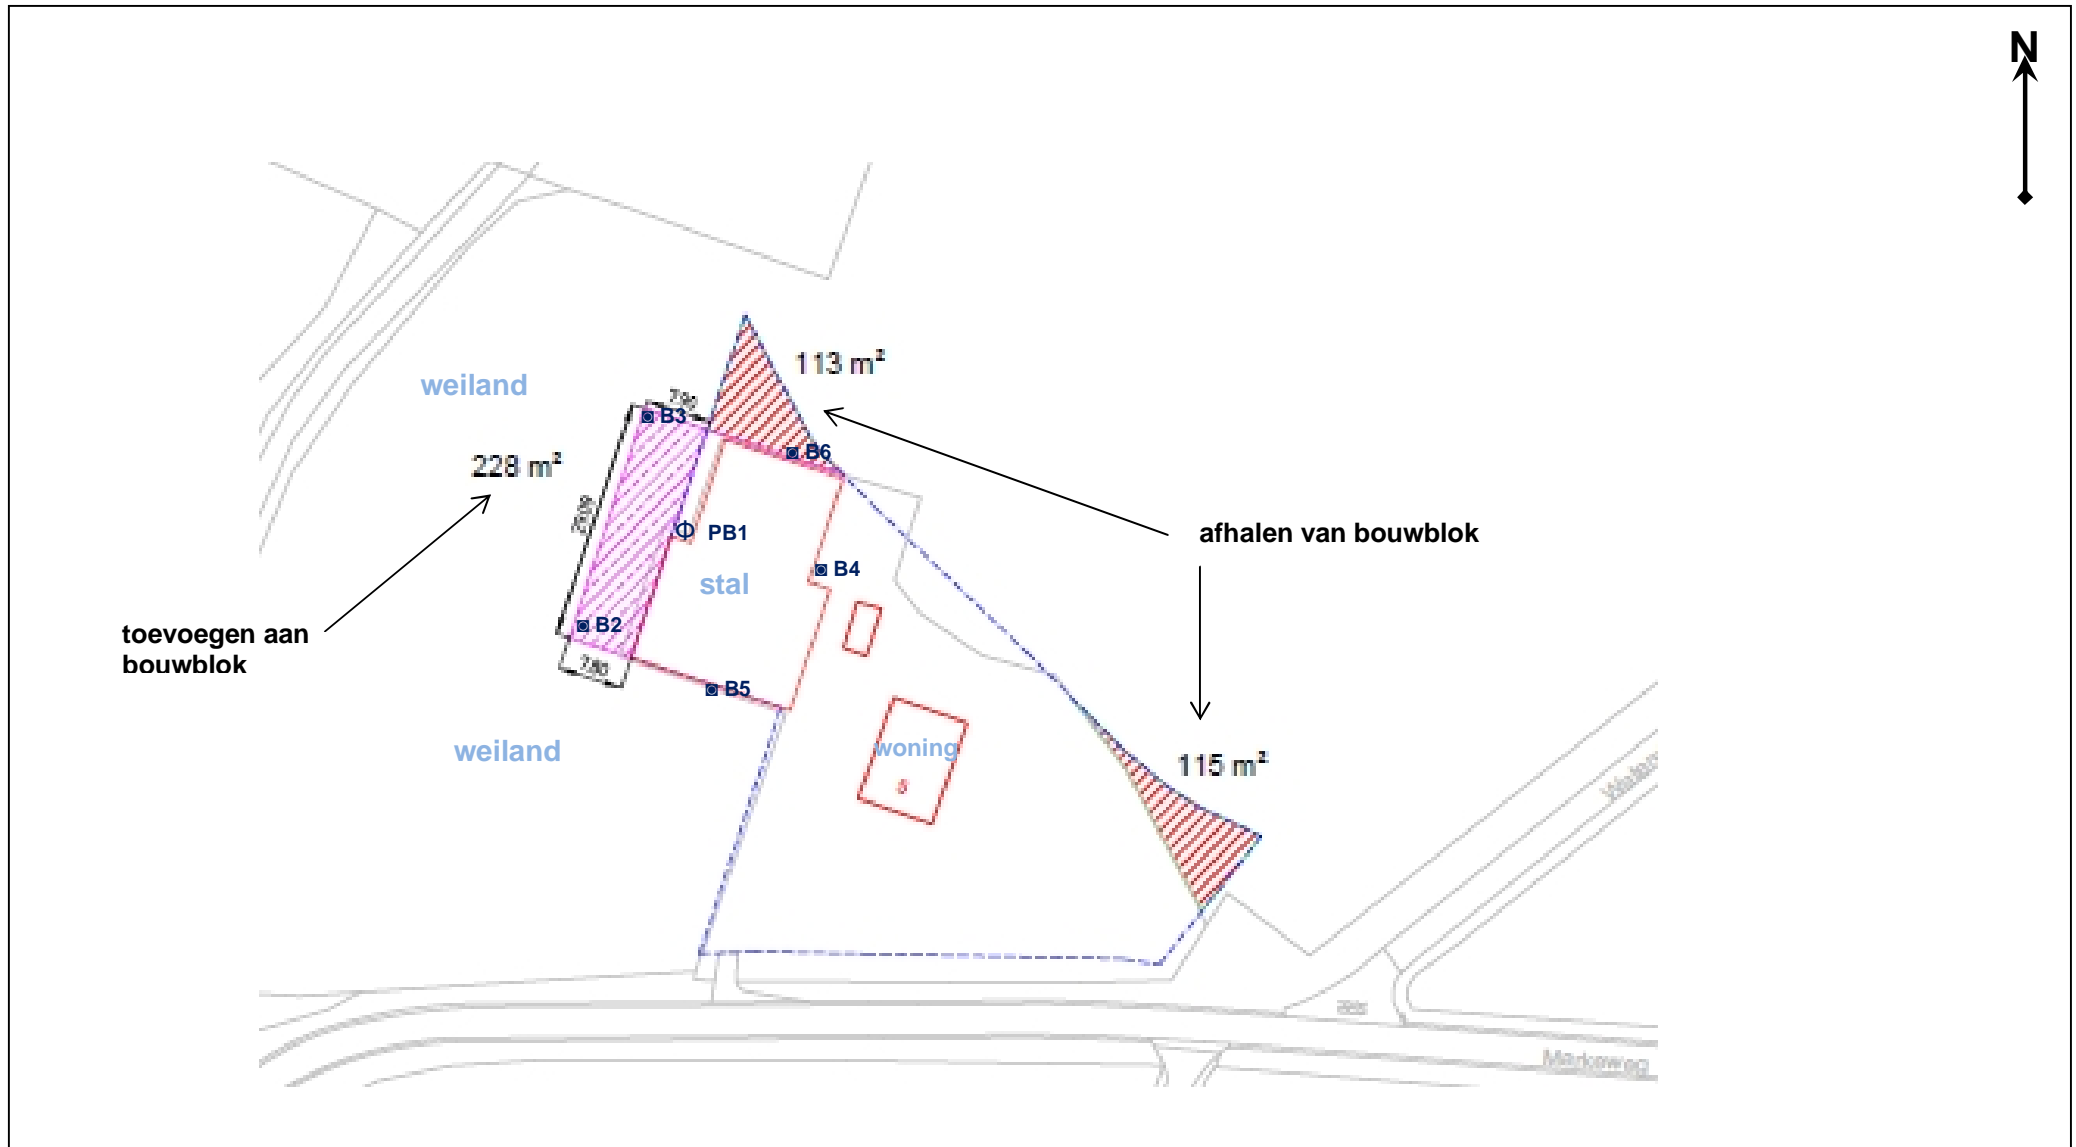 N
113 m²
weiland
B3
B6
228 m²
PB1
afhalen van bouwblok
B4
stal
toevoegen aan
bouwblok
B2
B5
weiland
woning
115 m²
Markeweg